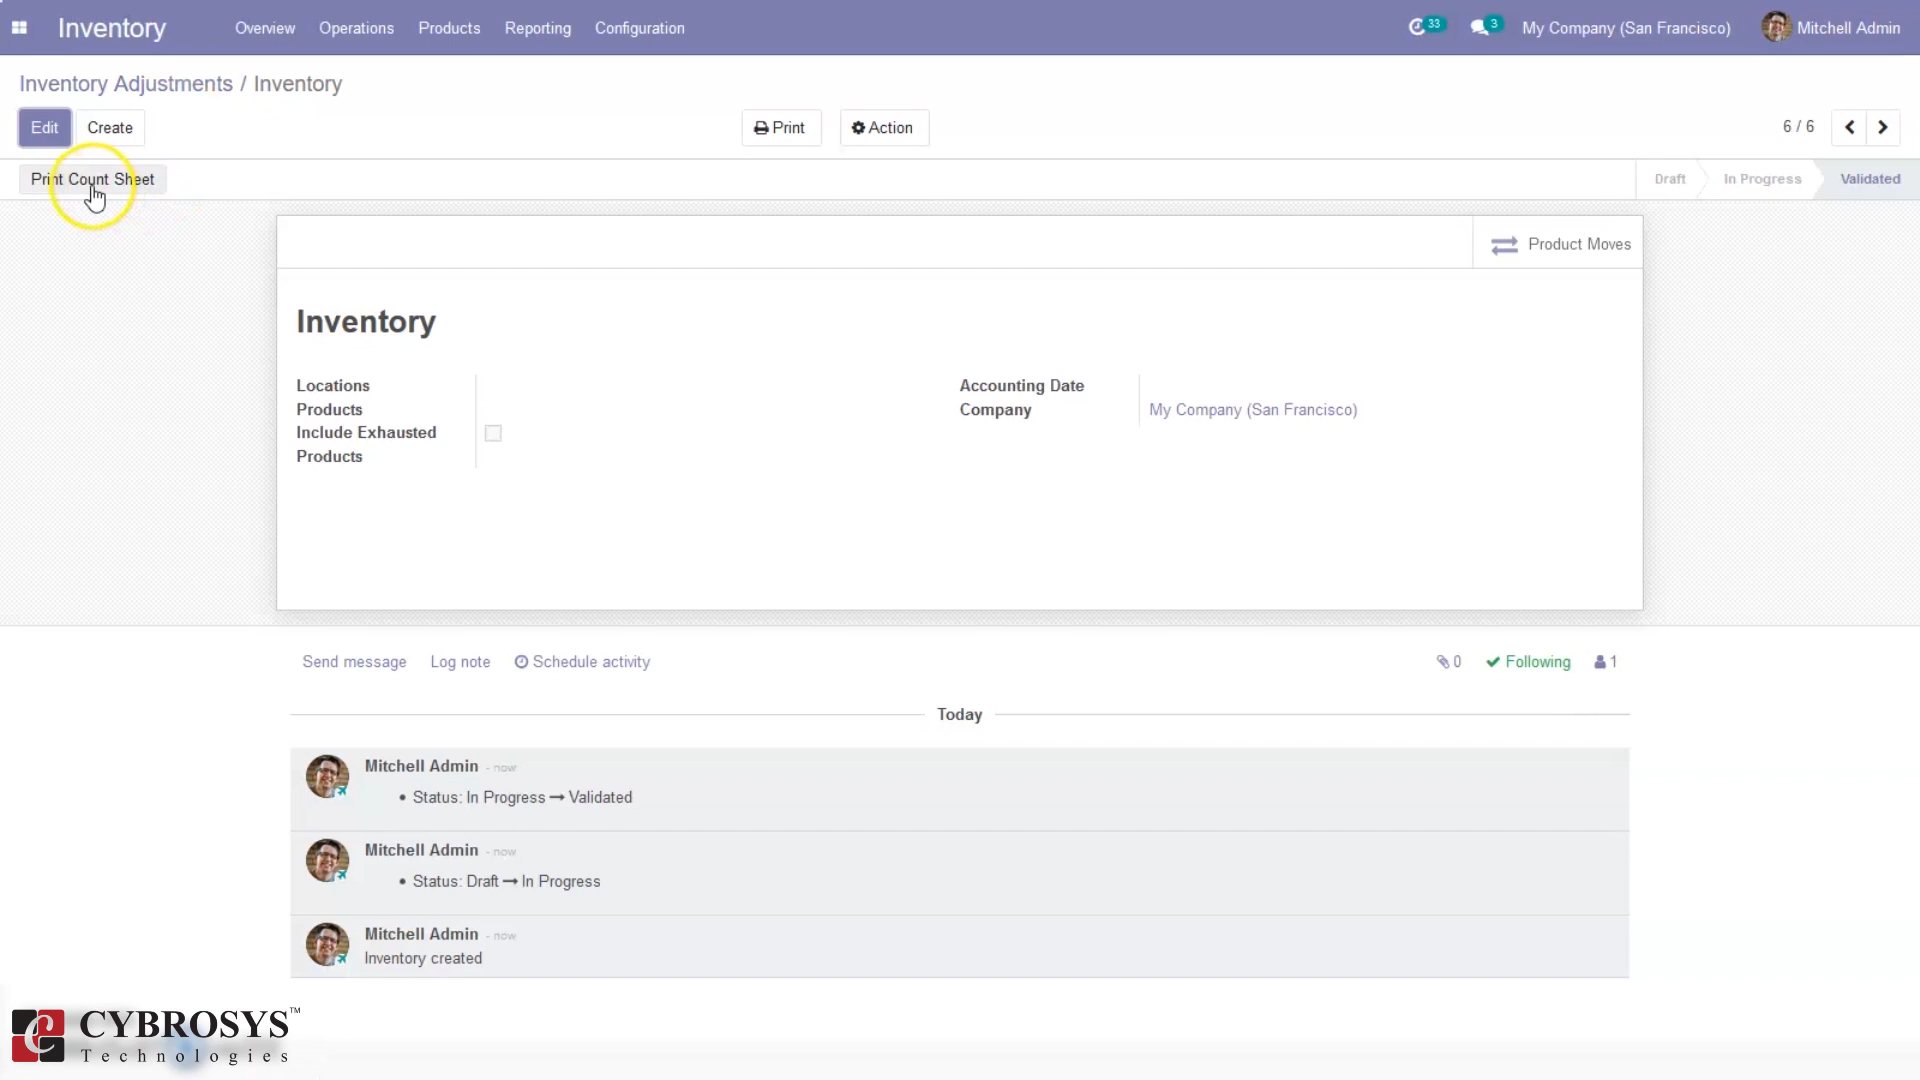 Inventory Overview Operations Products Reporting Configuration 33 3 My Company (San Francisco) Mitchell Admin
Inventory Adjustments / Inventory
Edit Create Print Action 6 / 6
Print Count Sheet Draft In Progress Validated
Product Moves
Inventory
Locations Accounting Date
Products Company My Company (San Francisco)
Include Exhausted
Products
Send message Log note Schedule activity 0 Following 1
Today
Mitchell Admin - now
• Status: In Progress → Validated
Mitchell Admin - now
• Status: Draft → In Progress
Mitchell Admin - now
Inventory created
CYBROSYS™
Technologies